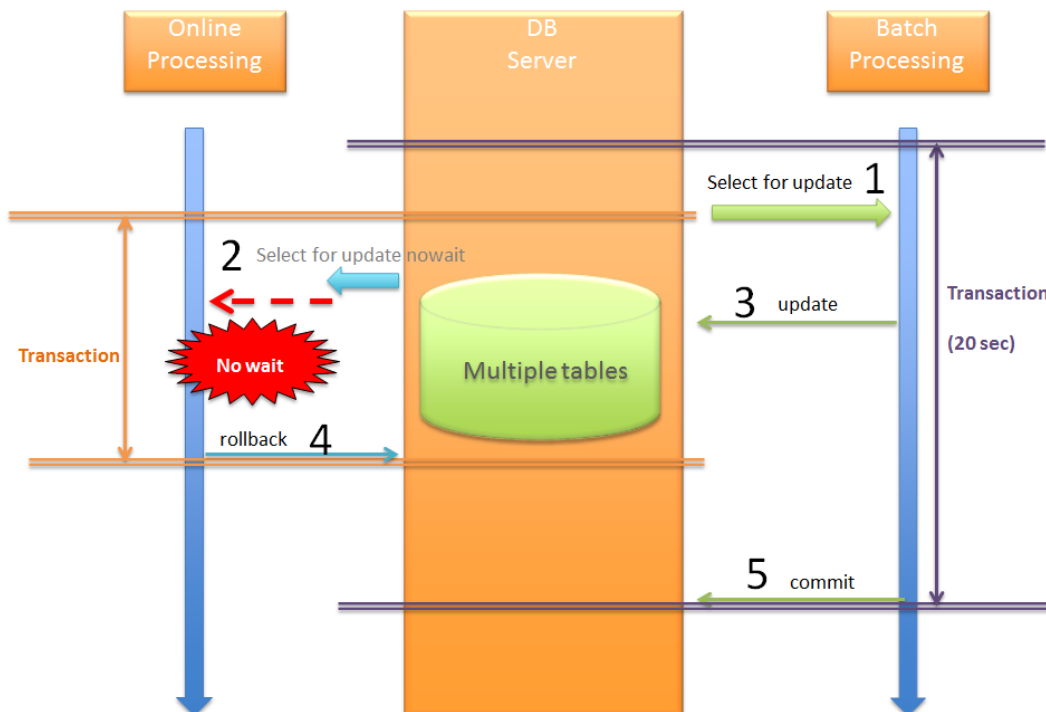 Online
Processing
DB
Server
Batch
Processing
Select for update 1
2 Select for update nowait
3 update
Transaction
(20 sec)
Transaction
No wait
Multiple tables
rollback 4
5 commit